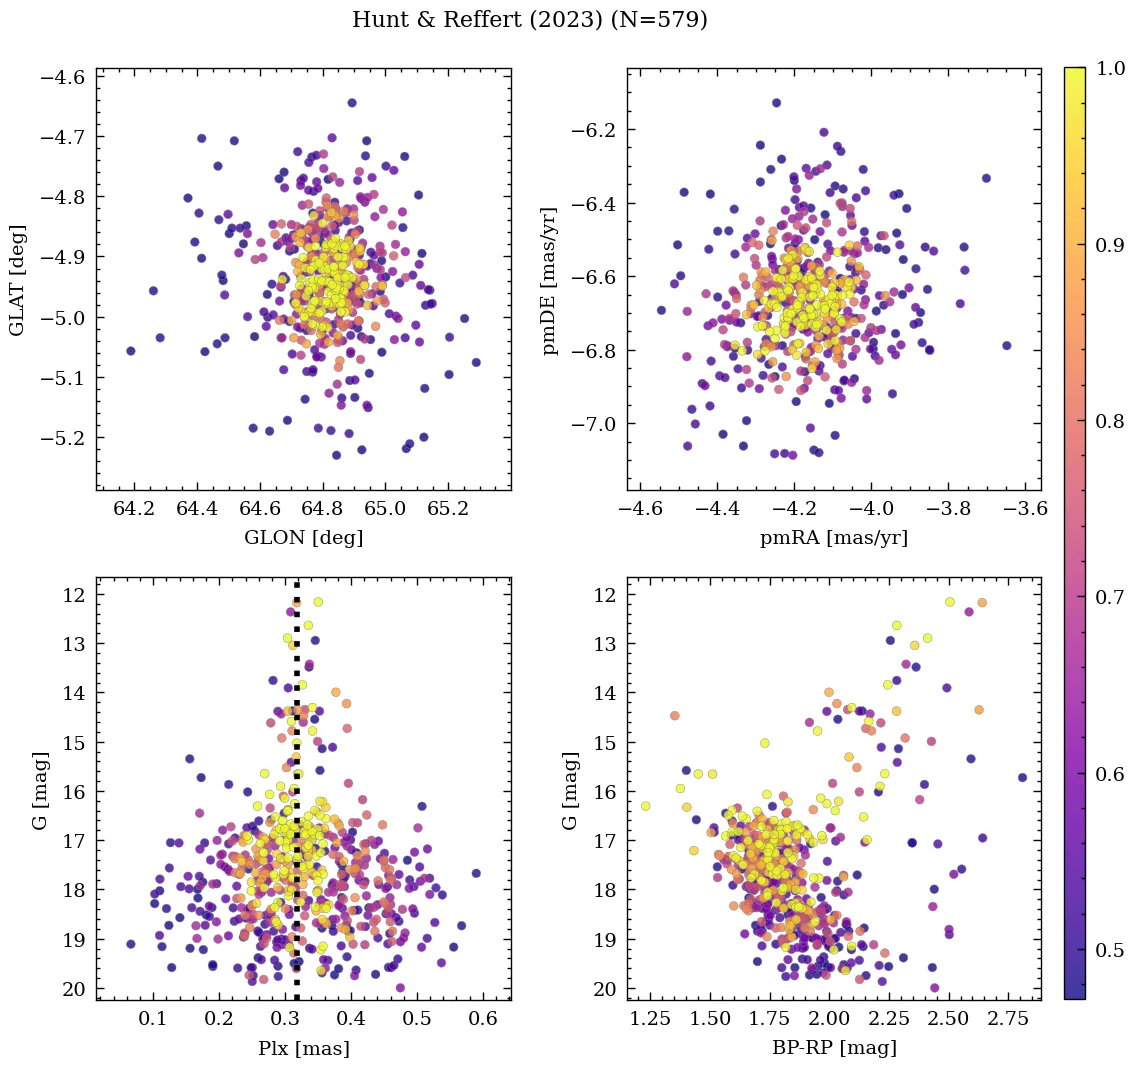 Hunt & Reffert (2023) (N=579)
−4.6
−4.7
−4.8
−4.9
−5.0
−5.1
−5.2
GLAT [deg]
64.2 64.4 64.6 64.8 65.0 65.2
GLON [deg]
−6.2
−6.4
−6.6
−6.8
−7.0
pmDE [mas/yr]
−4.6 −4.4 −4.2 −4.0 −3.8 −3.6
pmRA [mas/yr]
12
13
14
15
16
17
18
19
20
G [mag]
0.1 0.2 0.3 0.4 0.5 0.6
Plx [mas]
12
13
14
15
16
17
18
19
20
G [mag]
1.25 1.50 1.75 2.00 2.25 2.50 2.75
BP-RP [mag]
1.0
0.9
0.8
0.7
0.6
0.5